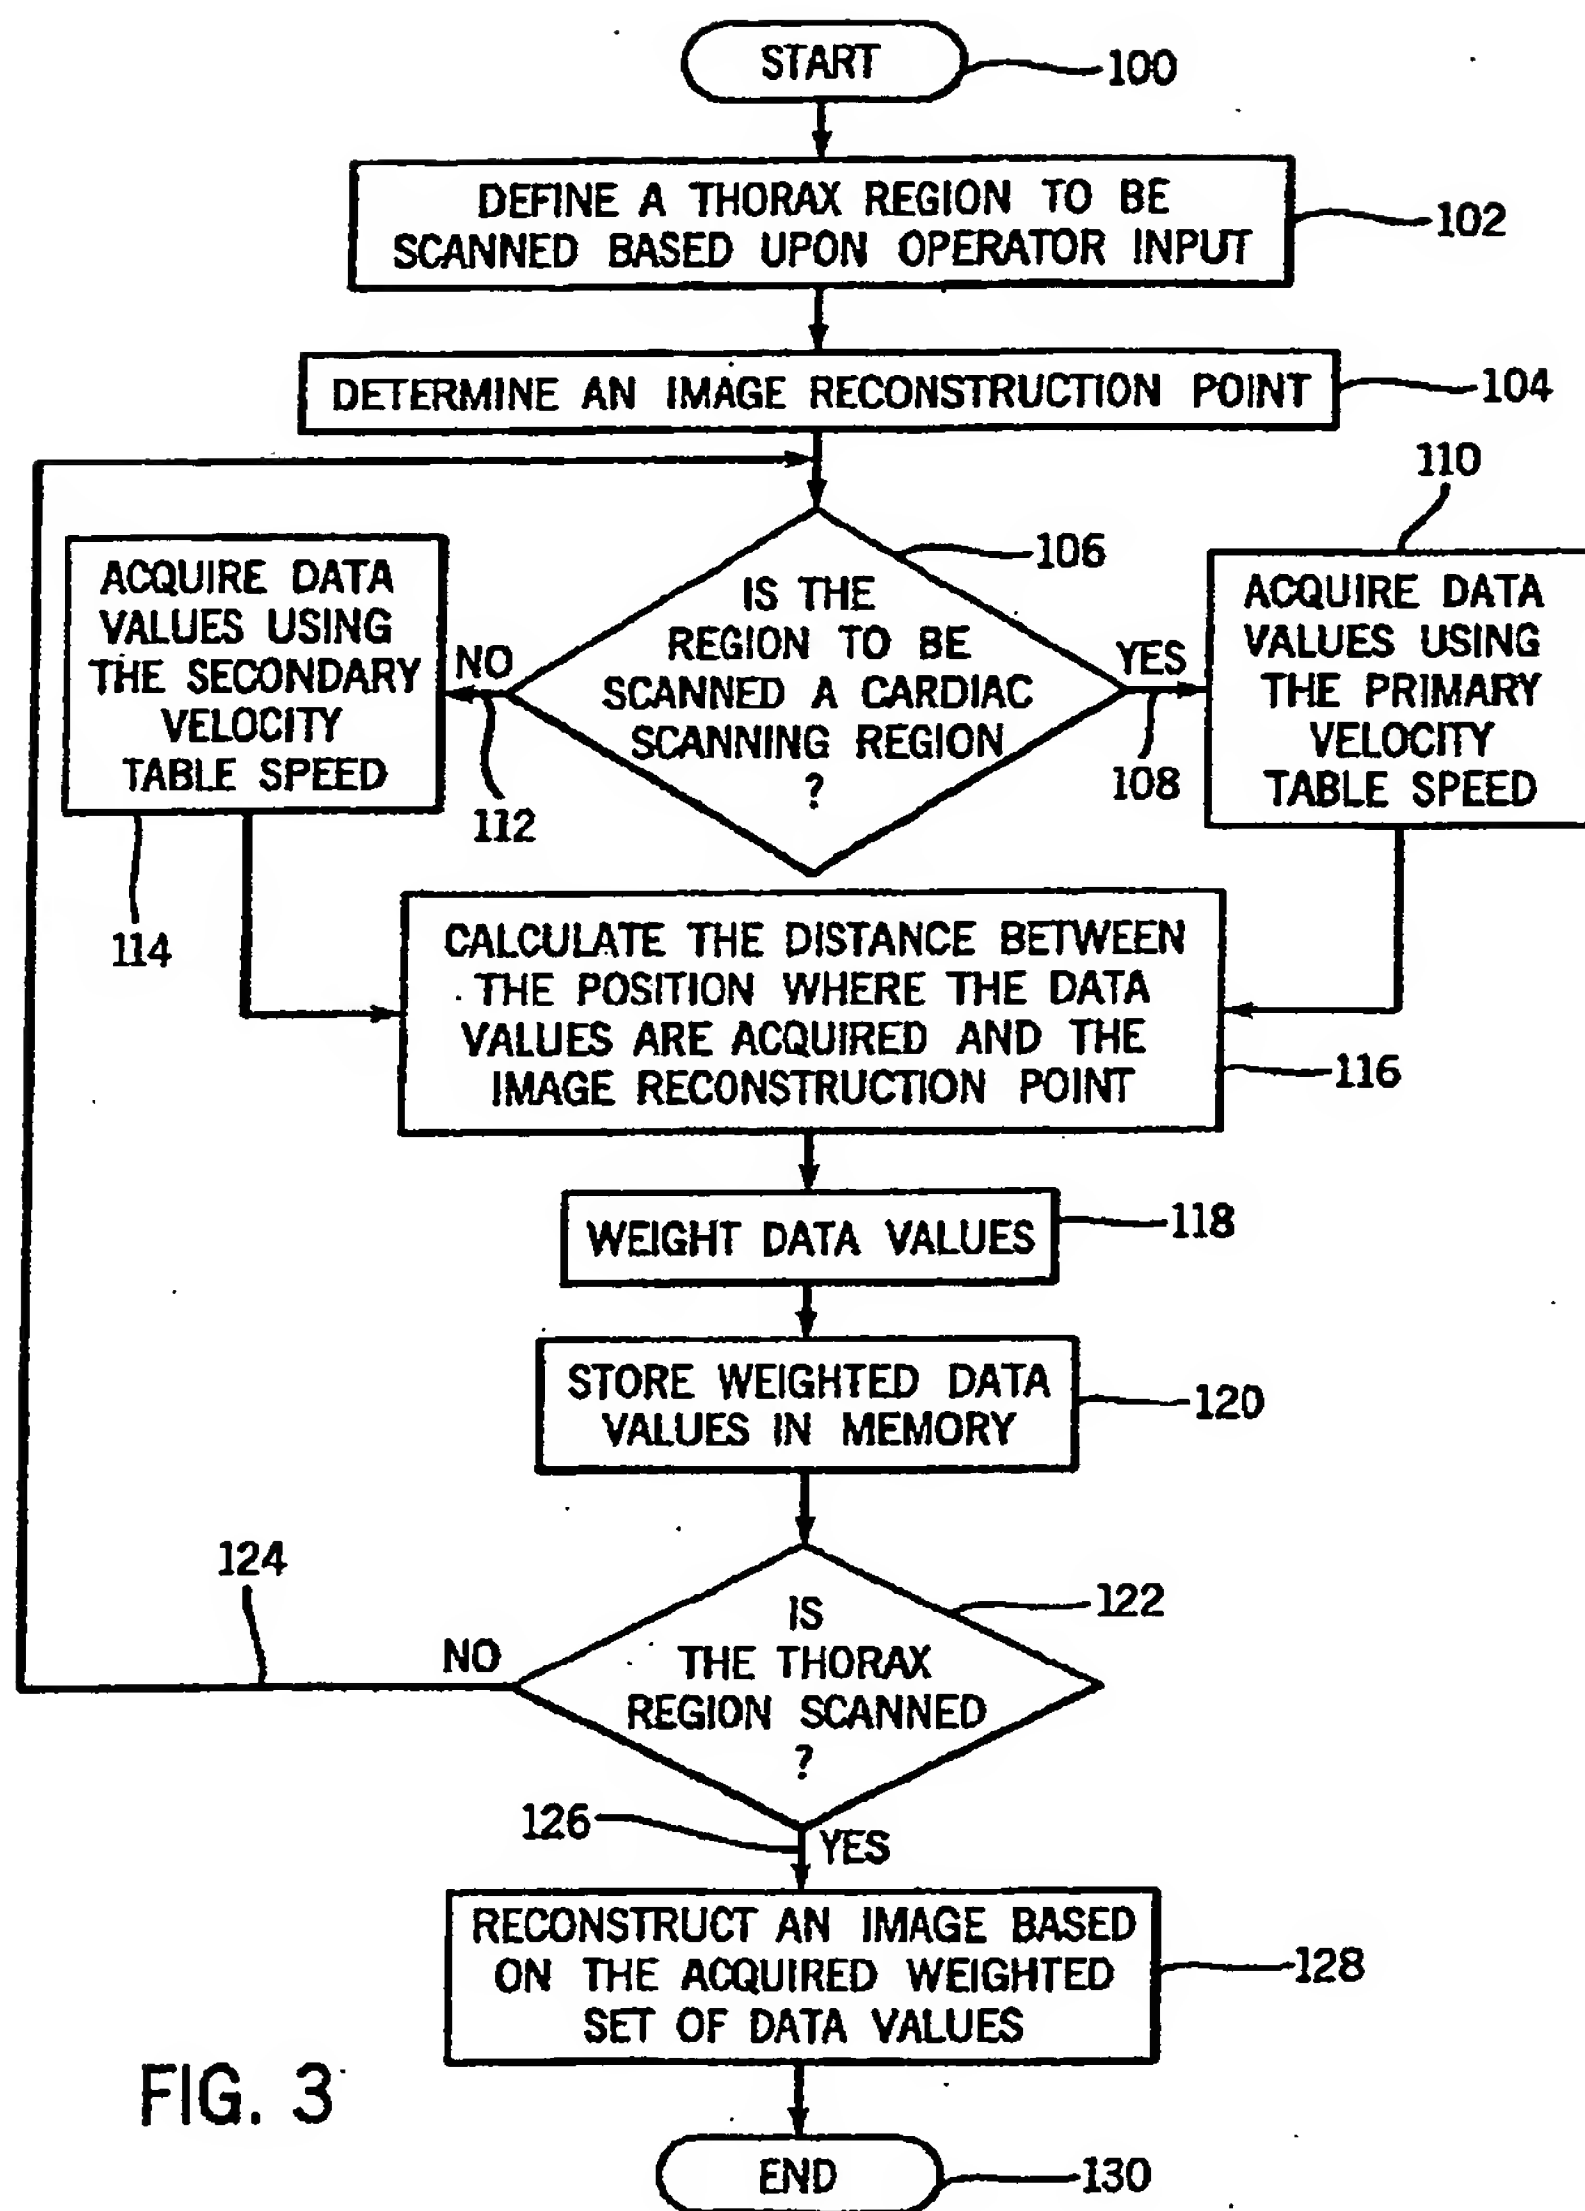 START
100
DEFINE A THORAX REGION TO BE
SCANNED BASED UPON OPERATOR INPUT
102
DETERMINE AN IMAGE RECONSTRUCTION POINT
104
106
IS THE
REGION TO BE
SCANNED A CARDIAC
SCANNING REGION
?
NO
112
ACQUIRE DATA
VALUES USING
THE SECONDARY
VELOCITY
TABLE SPEED
114
YES
108
110
ACQUIRE DATA
VALUES USING
THE PRIMARY
VELOCITY
TABLE SPEED
CALCULATE THE DISTANCE BETWEEN
THE POSITION WHERE THE DATA
VALUES ARE ACQUIRED AND THE
IMAGE RECONSTRUCTION POINT
116
WEIGHT DATA VALUES
118
STORE WEIGHTED DATA
VALUES IN MEMORY
120
124
NO
IS
THE THORAX
REGION SCANNED
?
122
126
YES
RECONSTRUCT AN IMAGE BASED
ON THE ACQUIRED WEIGHTED
SET OF DATA VALUES
128
FIG. 3
END
130